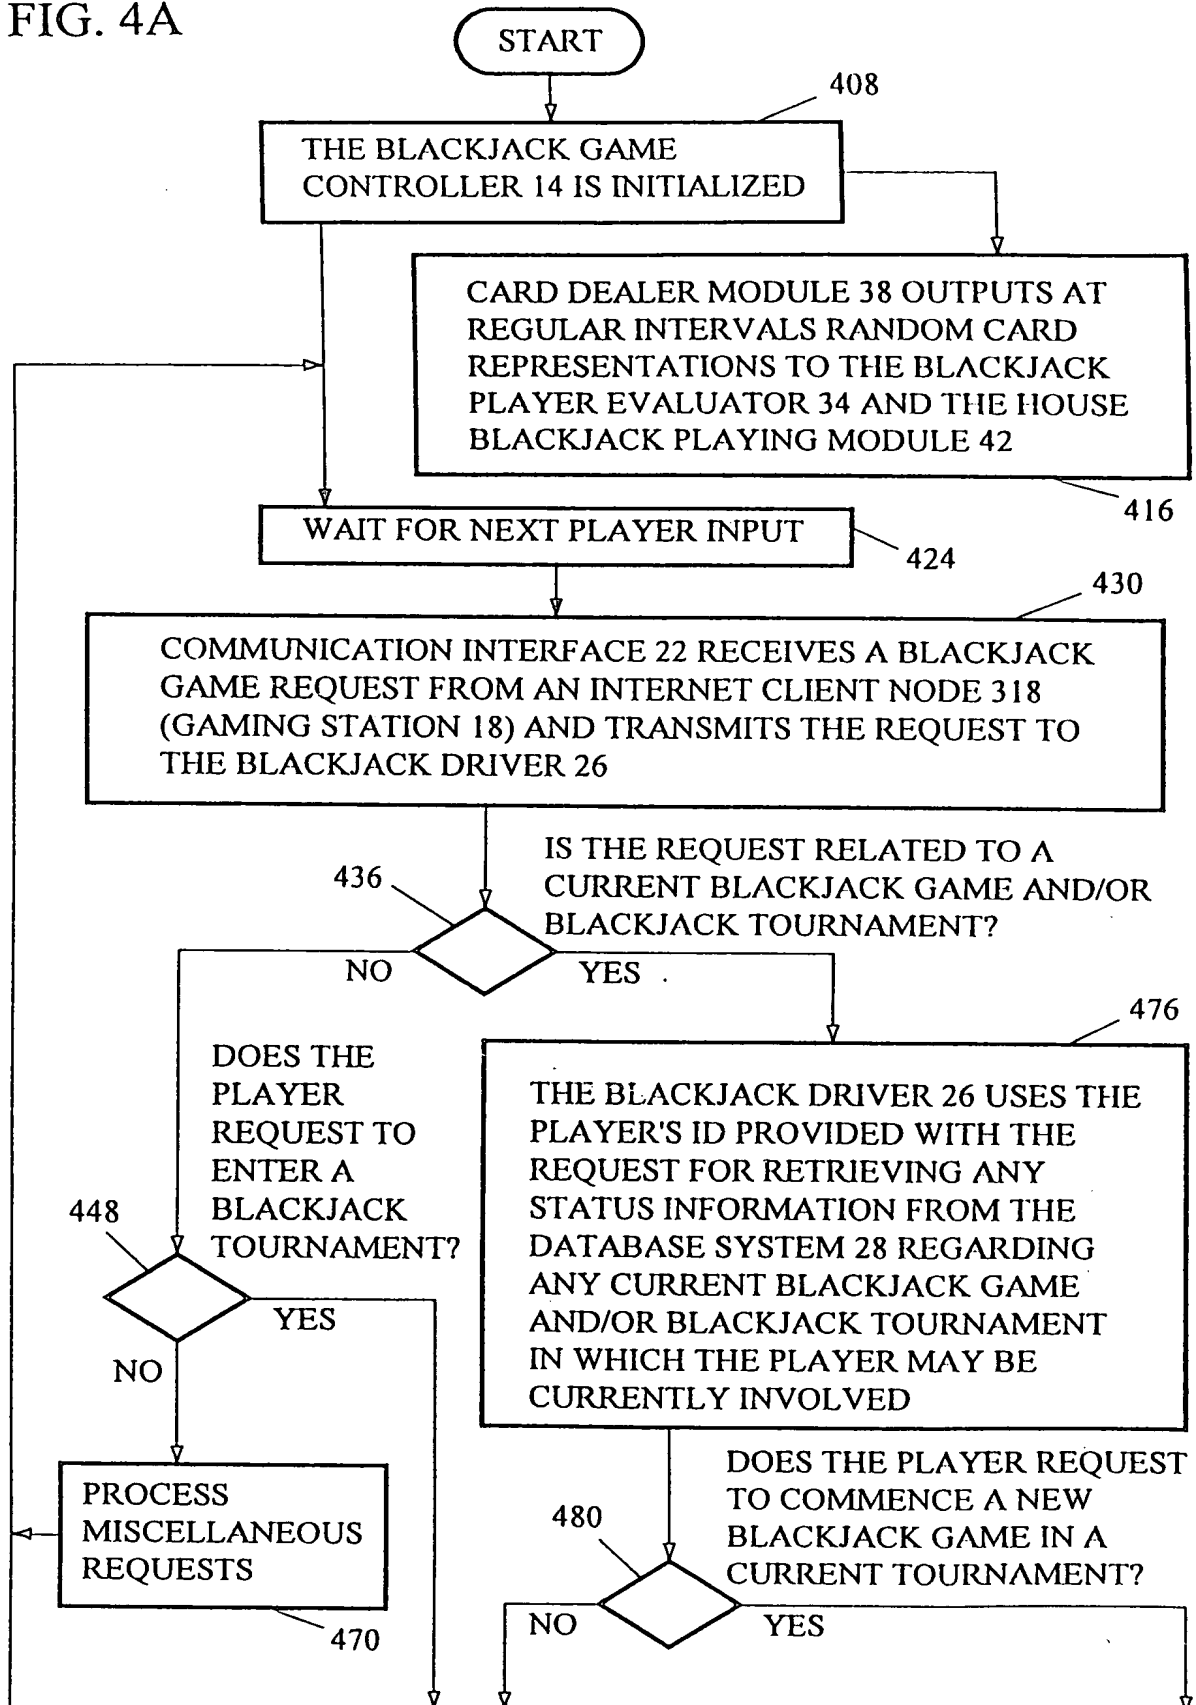 FIG. 4A
START
408
THE BLACKJACK GAME
CONTROLLER 14 IS INITIALIZED
CARD DEALER MODULE 38 OUTPUTS AT
REGULAR INTERVALS RANDOM CARD
REPRESENTATIONS TO THE BLACKJACK
PLAYER EVALUATOR 34 AND THE HOUSE
BLACKJACK PLAYING MODULE 42
416
WAIT FOR NEXT PLAYER INPUT
424
430
COMMUNICATION INTERFACE 22 RECEIVES A BLACKJACK
GAME REQUEST FROM AN INTERNET CLIENT NODE 318
(GAMING STATION 18) AND TRANSMITS THE REQUEST TO
THE BLACKJACK DRIVER 26
IS THE REQUEST RELATED TO A
CURRENT BLACKJACK GAME AND/OR
BLACKJACK TOURNAMENT?
436
NO
YES
476
THE BLACKJACK DRIVER 26 USES THE
PLAYER'S ID PROVIDED WITH THE
REQUEST FOR RETRIEVING ANY
STATUS INFORMATION FROM THE
DATABASE SYSTEM 28 REGARDING
ANY CURRENT BLACKJACK GAME
AND/OR BLACKJACK TOURNAMENT
IN WHICH THE PLAYER MAY BE
CURRENTLY INVOLVED
DOES THE
PLAYER
REQUEST TO
ENTER A
BLACKJACK
TOURNAMENT?
448
YES
NO
PROCESS
MISCELLANEOUS
REQUESTS
470
DOES THE PLAYER REQUEST
TO COMMENCE A NEW
BLACKJACK GAME IN A
CURRENT TOURNAMENT?
480
NO
YES